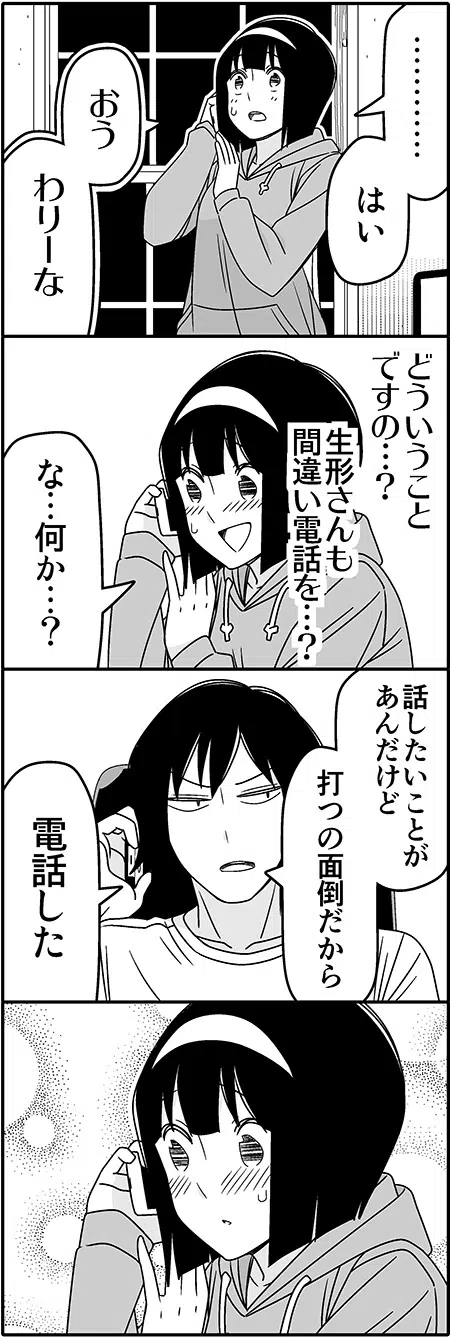 …………
はい
おう
わりーな
どういうこと
ですの…？
生形さんも
間違い電話を…？
な…何か…？
話したいことが
あんだけど
打つの面倒だから
電話した